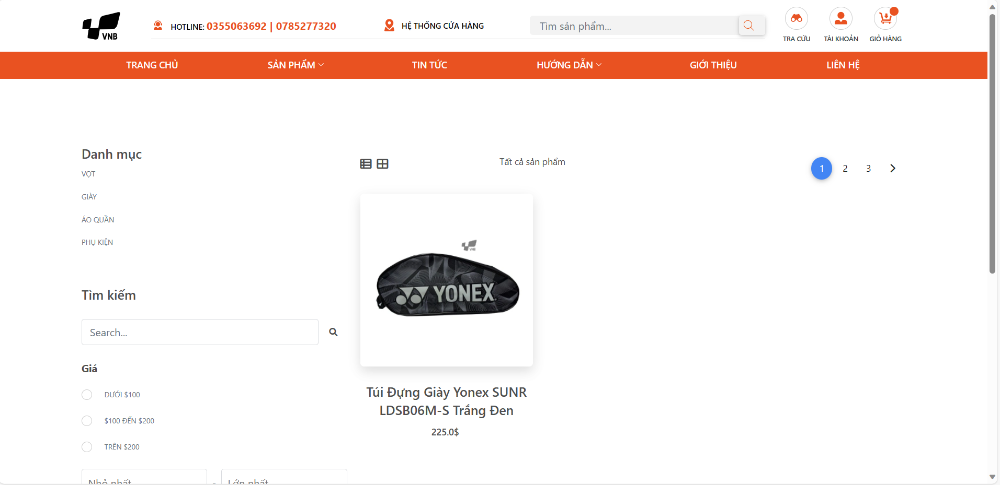 VNB
HOTLINE: 0355063692 | 0785277320
HỆ THỐNG CỬA HÀNG
Tìm sản phẩm...
TRA CỨU
TÀI KHOẢN
GIỎ HÀNG
TRANG CHỦ
SẢN PHẨM
TIN TỨC
HƯỚNG DẪN
GIỚI THIỆU
LIÊN HỆ
Danh mục
VỢT
GIÀY
ÁO QUẦN
PHỤ KIỆN
Tìm kiếm
Search...
Giá
DƯỚI $100
$100 ĐẾN $200
TRÊN $200
Nhỏ nhất
-
Lớn nhất
Tất cả sản phẩm
1
2
3
VNB
YONEX
Túi Đựng Giày Yonex SUNR
LDSB06M-S Trắng Đen
225.0$